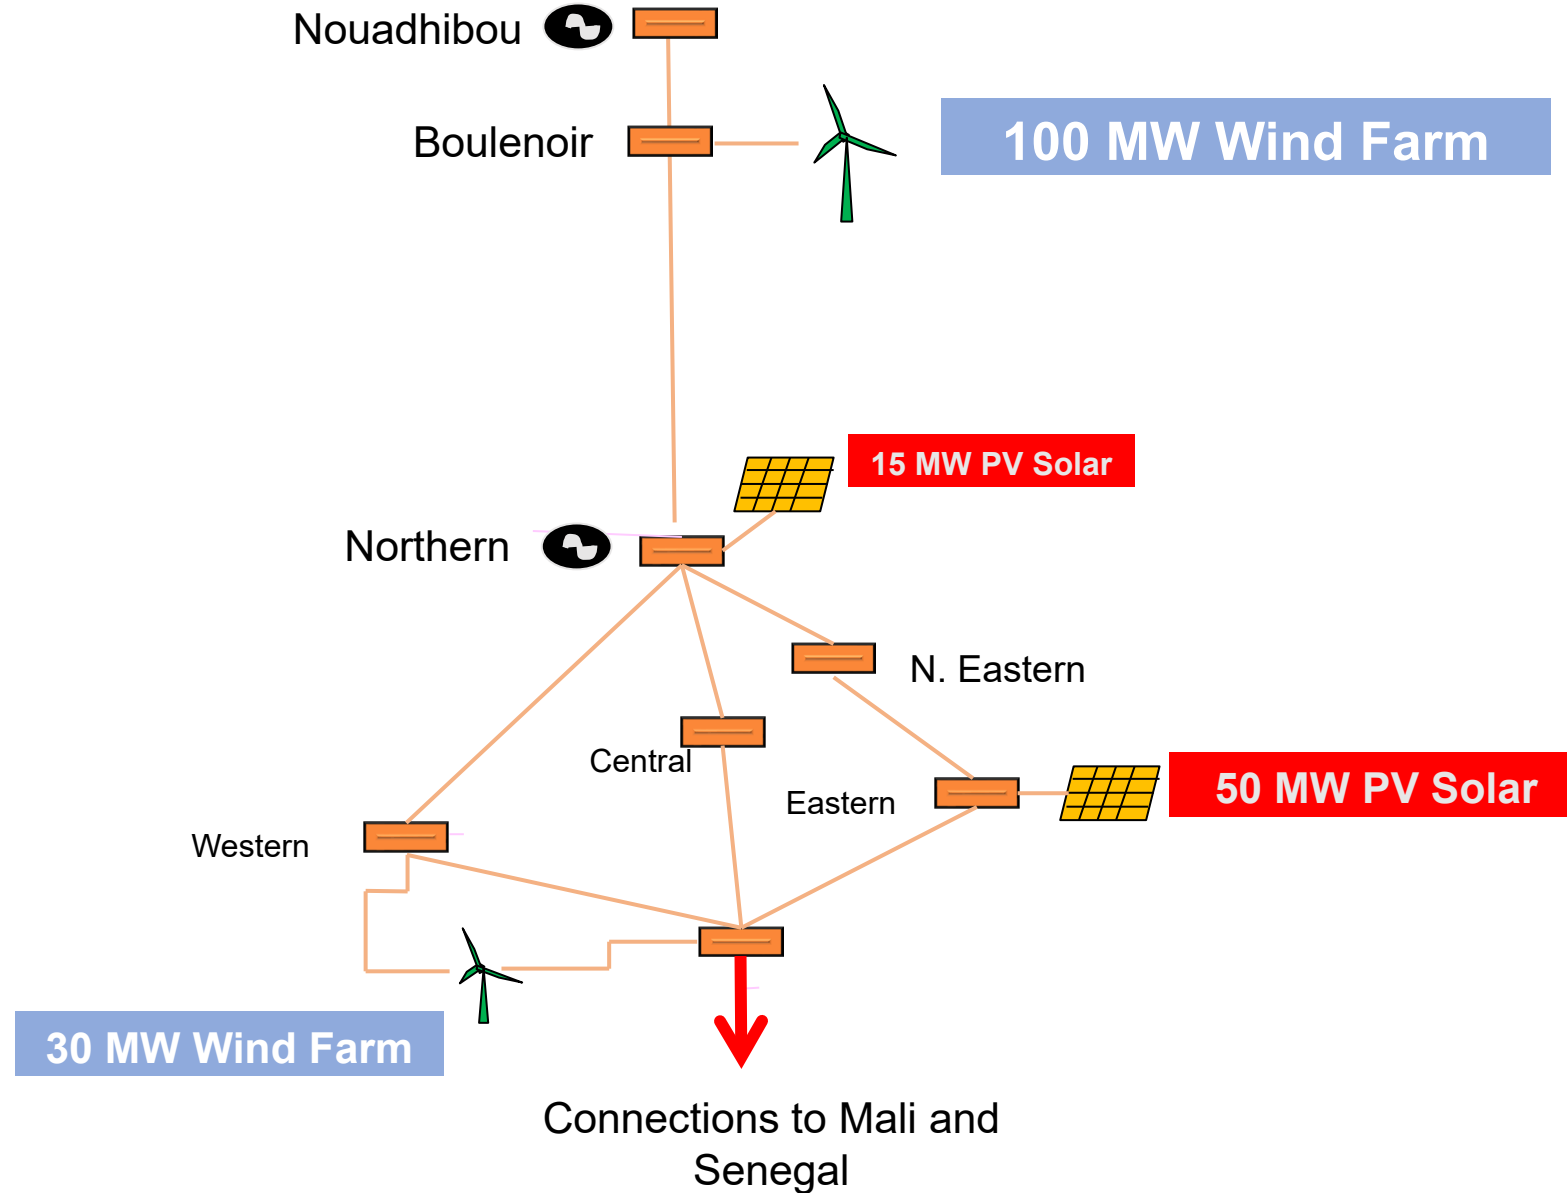 Nouadhibou
Boulenoir
100 MW Wind Farm
15 MW PV Solar
Northern
N. Eastern
Central
Eastern
50 MW PV Solar
Western
30 MW Wind Farm
Connections to Mali and
Senegal